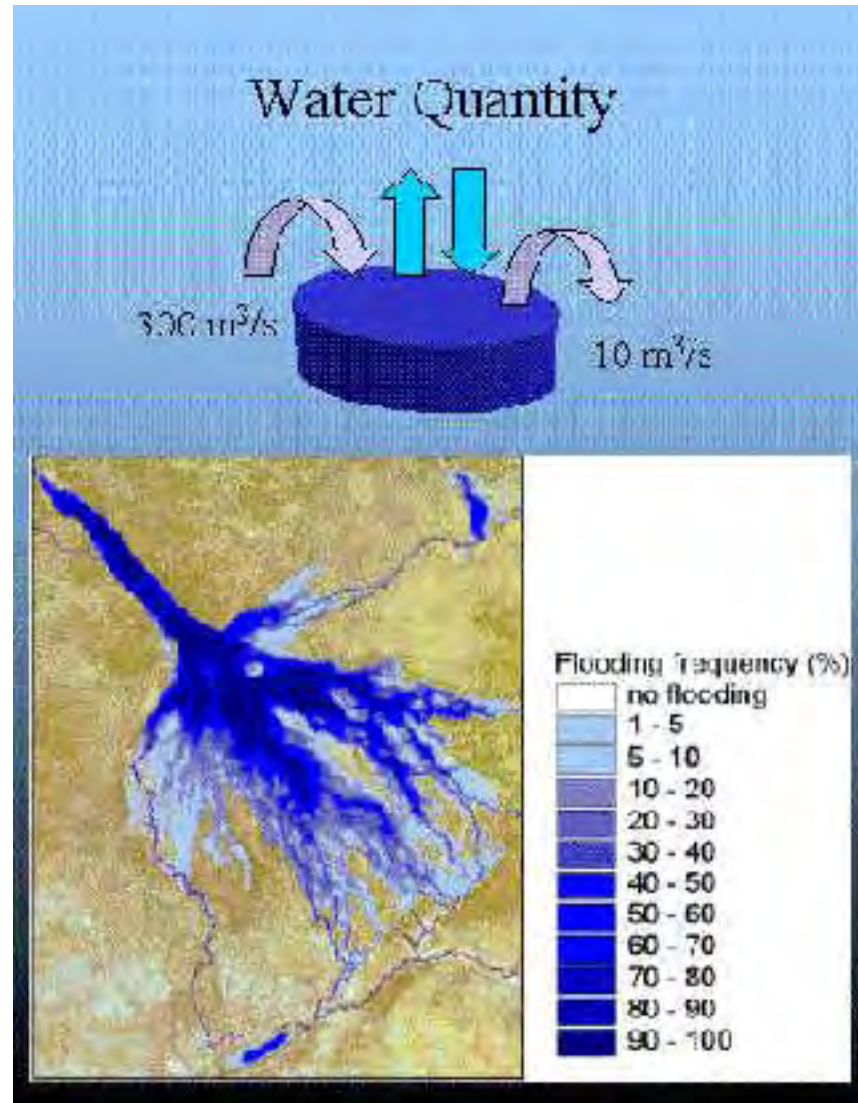 Water Quantity
300 m³/s
10 m³/s
Flooding frequency (%)
no flooding
1 - 5
5 - 10
10 - 20
20 - 30
30 - 40
40 - 50
50 - 60
60 - 70
70 - 80
80 - 90
90 - 100